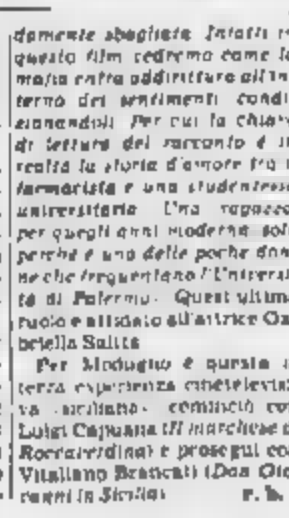 damente sbagliate. Infatti
questo film vedremo come
mafia entra addirittura all'in
terno dei sentimenti condi
zionandoli. Per cui la chiave
di lettura del racconto è
realtà la storia d'amore tra
farmacista e una studentessa
universitaria. Una ragazza
per quegli anni moderna sol
perché è una delle poche don
ne che frequentano l'Universi
tà di Palermo». Quest'ultimo
ruolo è affidato all'attrice Ga
briella Saitta
Per Modugno è questa
terza esperienza cinetelevisi
va «siciliana» cominciò con
Luigi Capuana (Il marchese
Roccaverdina) e proseguì con
Vitaliano Brancati (Don Gio
vanni in Sicilia)
r. b.